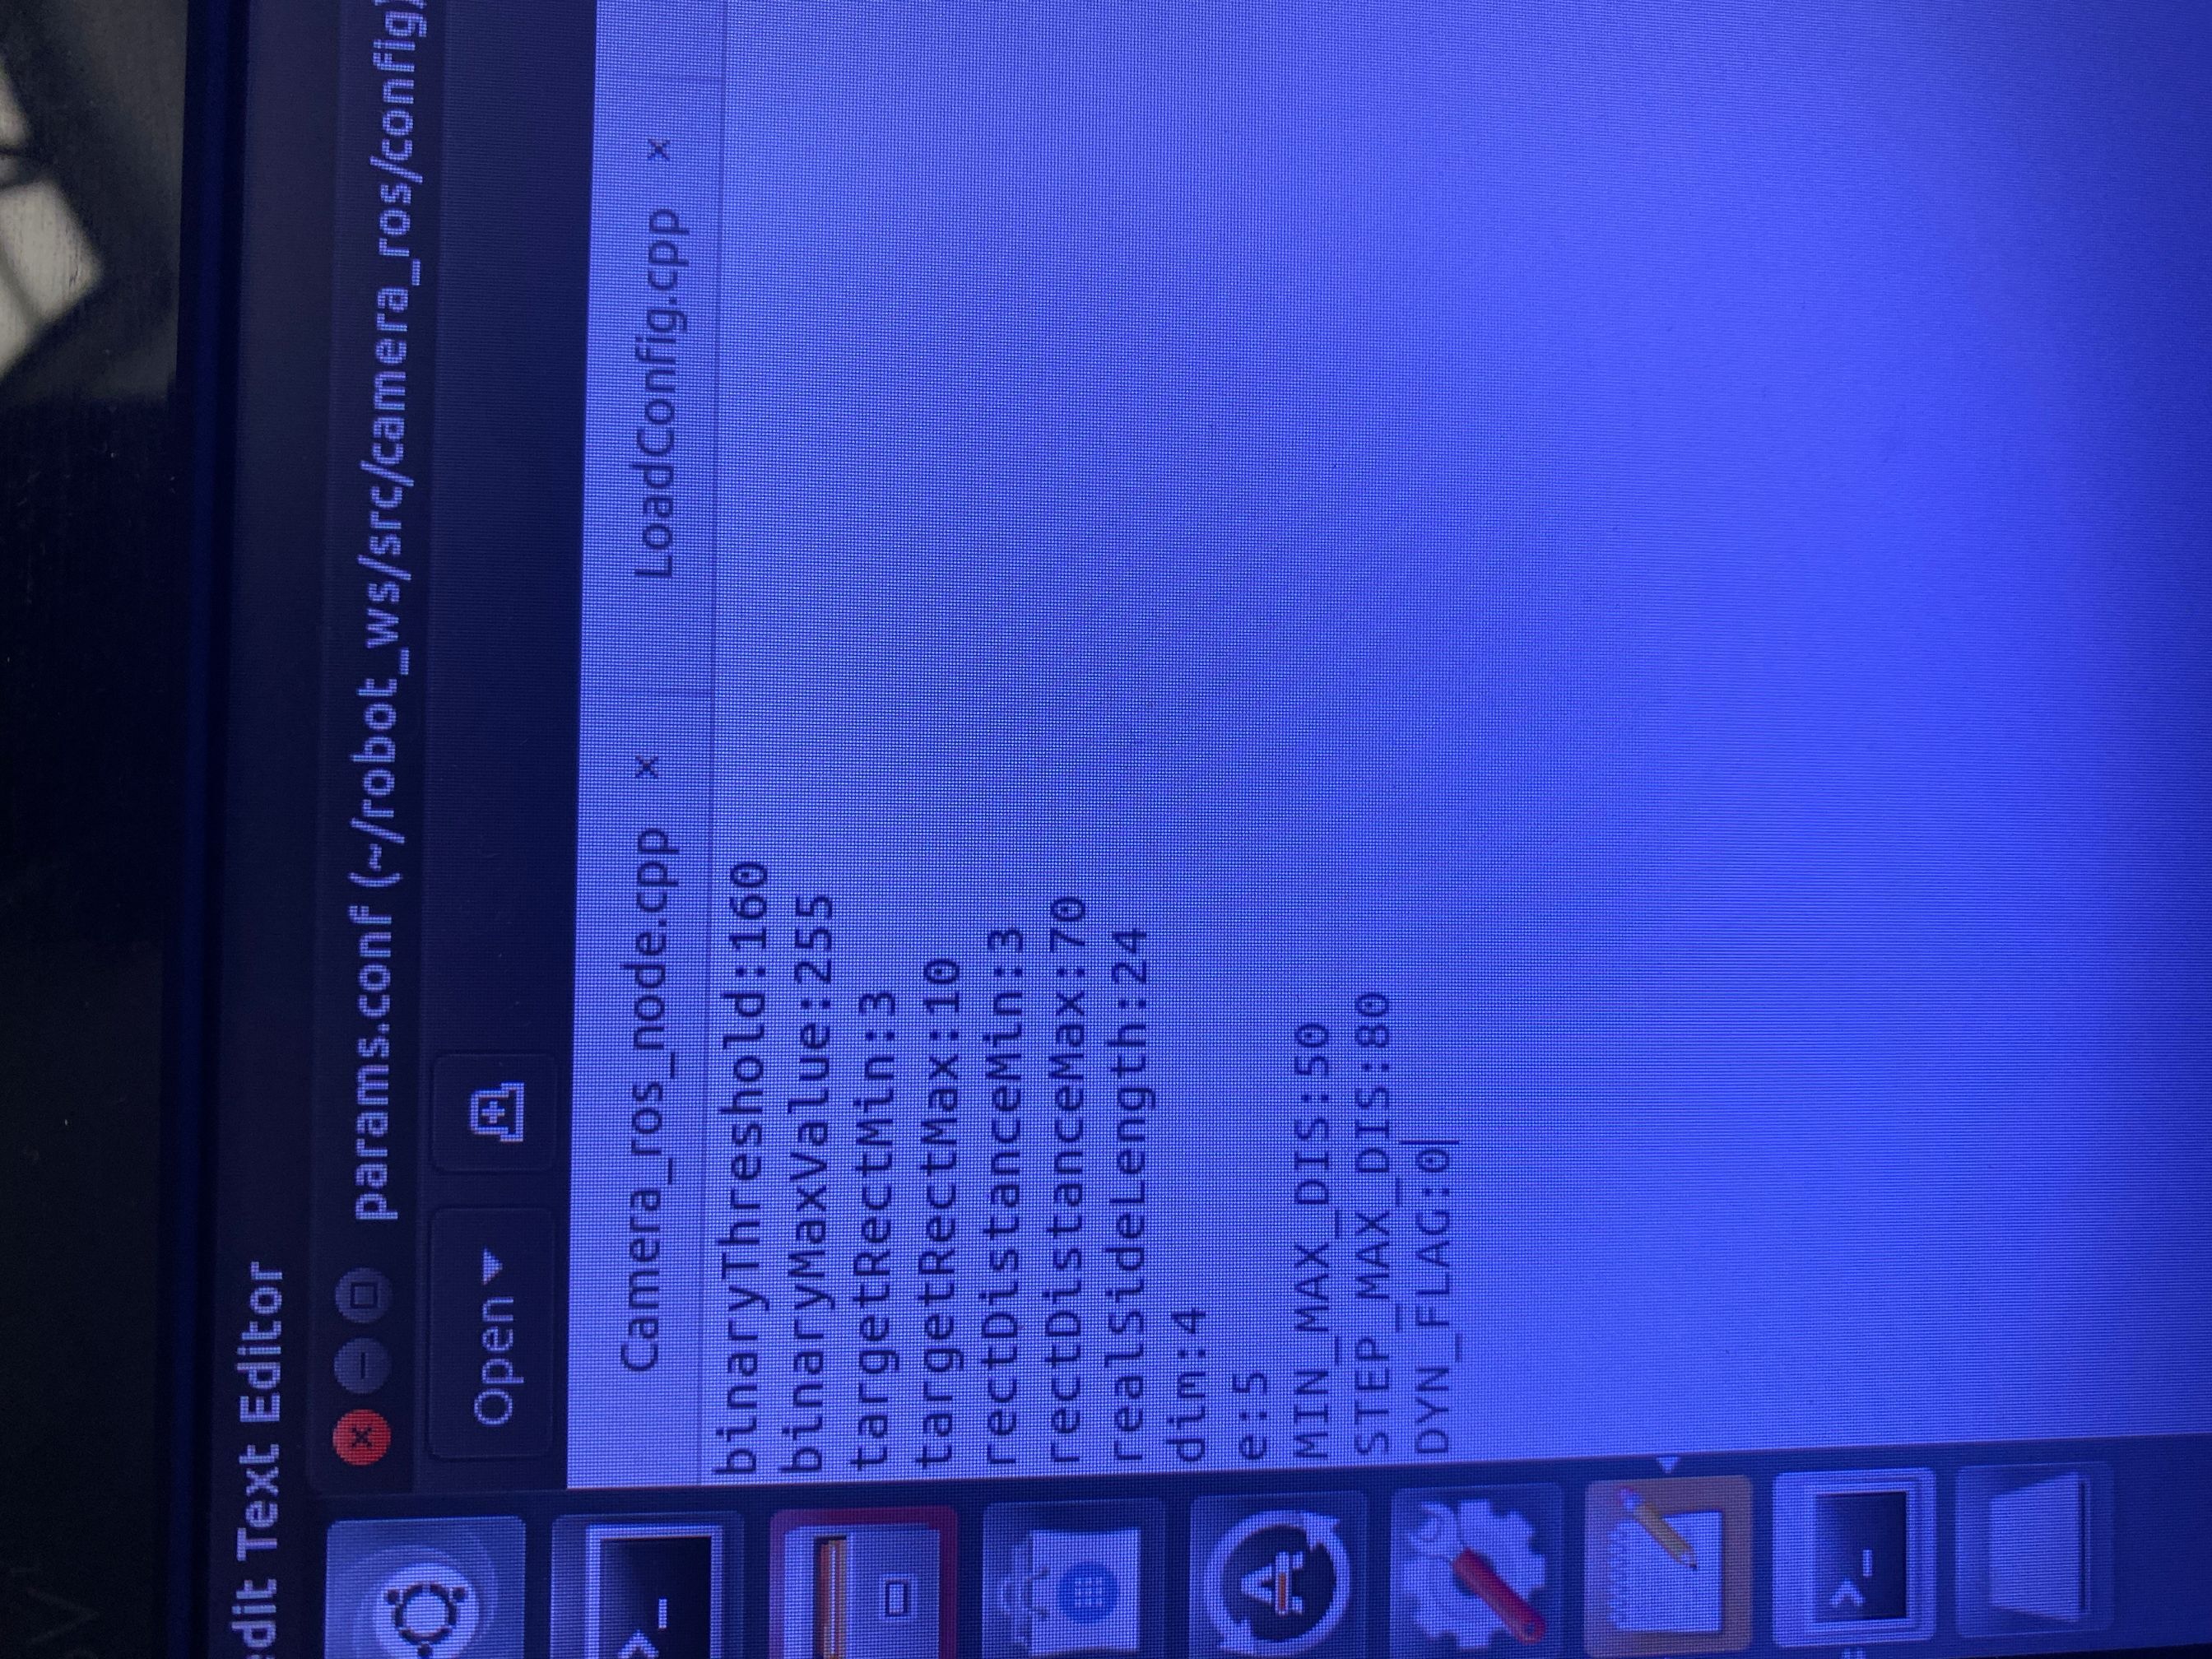 edit Text Editor
params.conf (~/robot_ws/src/camera_ros/config)
Open
Camera_ros_node.cpp × LoadConfig.cpp ×
binaryThreshold:160
binaryMaxValue:255
targetRectMin:3
targetRectMax:10
rectDistanceMin:3
rectDistanceMax:70
realSideLength:24
dim:4
e:5
MIN_MAX_DIS:50
STEP_MAX_DIS:80
DYN_FLAG:0